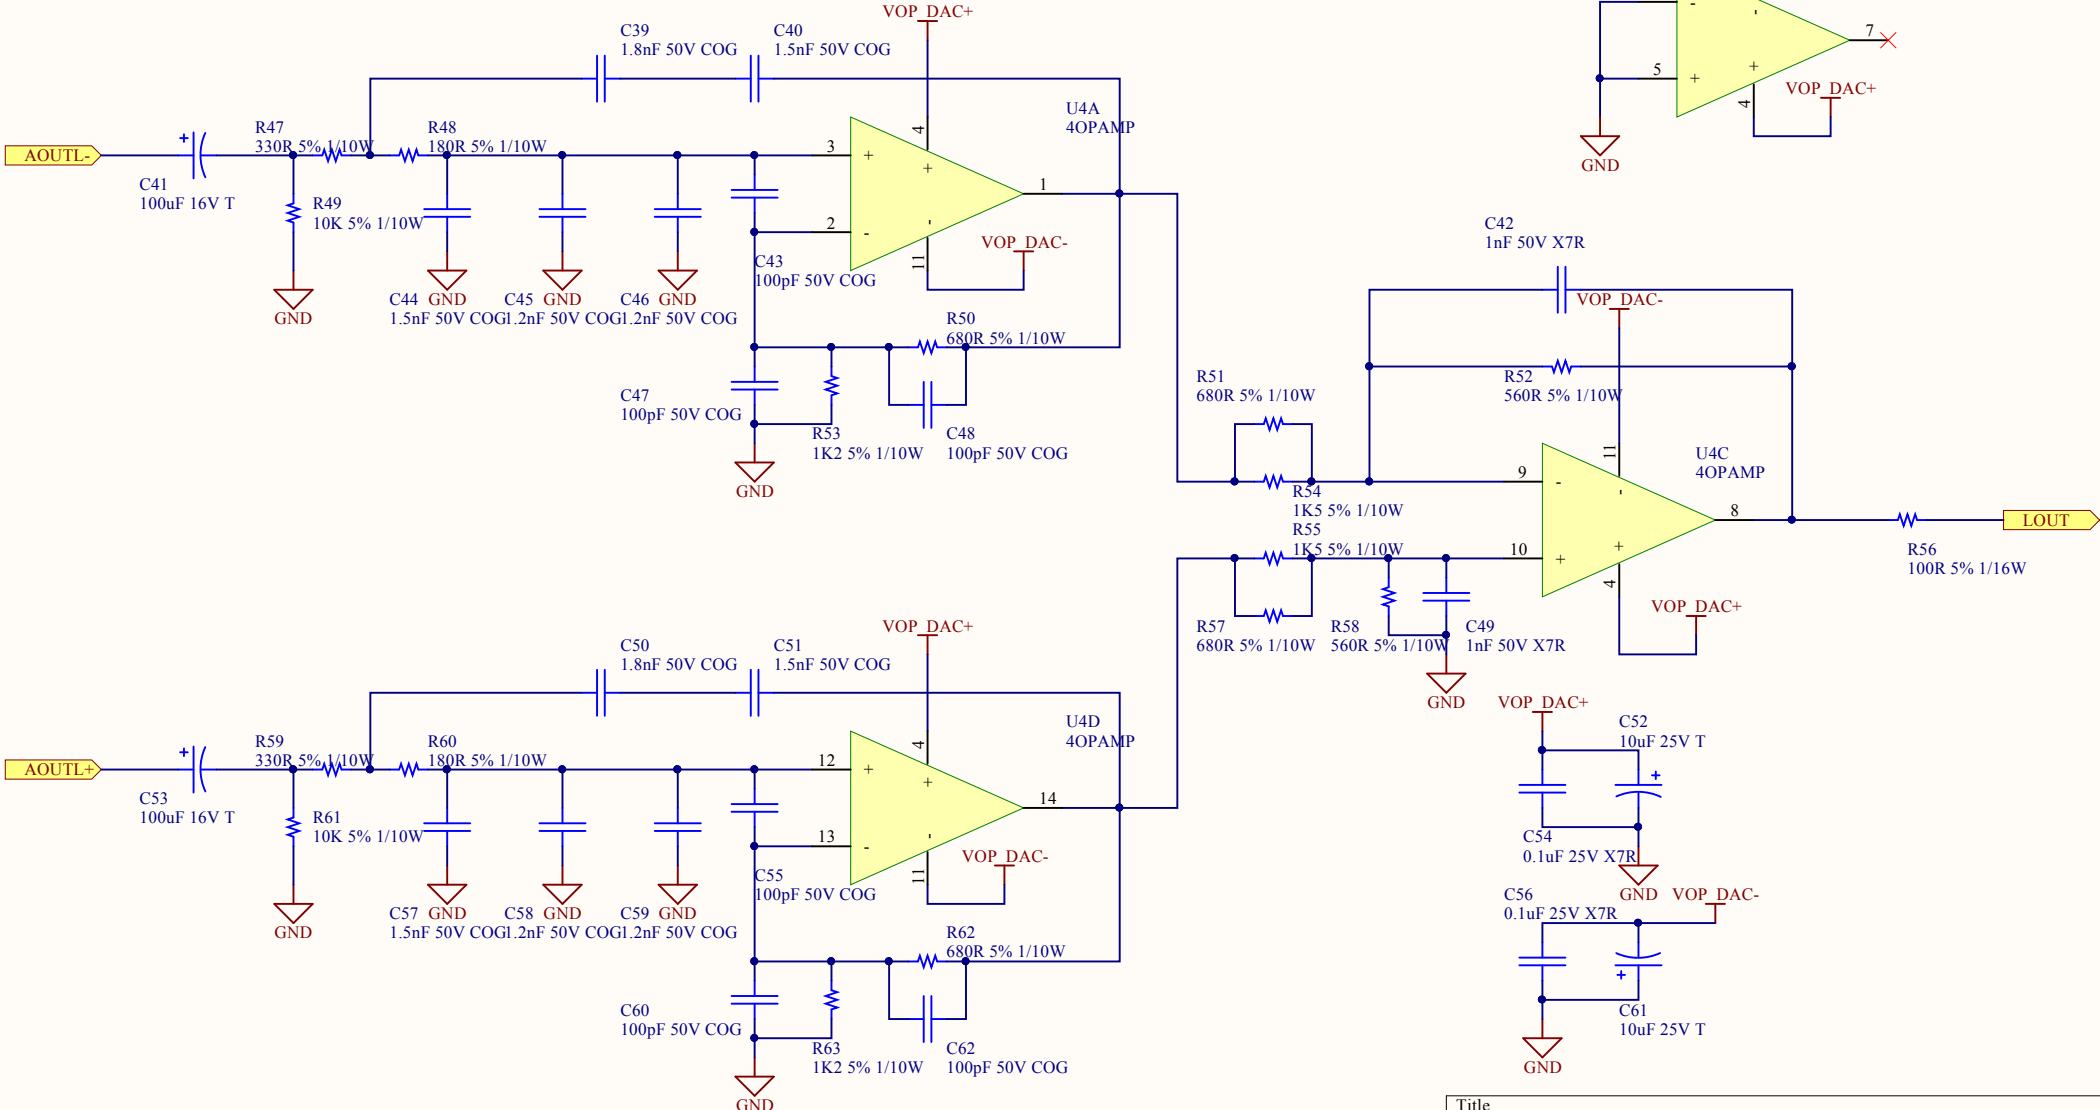 VOP_DAC+
C39
1.8nF 50V COG
C40
1.5nF 50V COG
7
-
'
5
+
+
4
VOP_DAC+
GND
U4A
4OPAMP
AOUTL-
+
C41
100uF 16V T
R47
330R 5% 1/10W
R48
180R 5% 1/10W
R49
10K 5% 1/10W
GND
C44
1.5nF 50V COG
GND
C45
1.2nF 50V COG
GND
C46
1.2nF 50V COG
GND
C43
100pF 50V COG
3
2
4
11
1
+
+
-
'
VOP_DAC-
R50
680R 5% 1/10W
C47
100pF 50V COG
R53
1K2 5% 1/10W
C48
100pF 50V COG
GND
C42
1nF 50V X7R
VOP_DAC-
R52
560R 5% 1/10W
R51
680R 5% 1/10W
R54
1K5 5% 1/10W
R55
1K5 5% 1/10W
R57
680R 5% 1/10W
R58
560R 5% 1/10W
C49
1nF 50V X7R
GND
U4C
4OPAMP
9
10
11
4
8
-
'
+
+
VOP_DAC+
R56
100R 5% 1/16W
LOUT
VOP_DAC+
C50
1.8nF 50V COG
C51
1.5nF 50V COG
U4D
4OPAMP
AOUTL+
+
C53
100uF 16V T
R59
330R 5% 1/10W
R60
180R 5% 1/10W
R61
10K 5% 1/10W
GND
C57
1.5nF 50V COG
GND
C58
1.2nF 50V COG
GND
C59
1.2nF 50V COG
GND
C55
100pF 50V COG
12
13
4
11
14
+
+
-
'
VOP_DAC-
R62
680R 5% 1/10W
C60
100pF 50V COG
R63
1K2 5% 1/10W
C62
100pF 50V COG
GND
VOP_DAC+
C52
10uF 25V T
+
C54
0.1uF 25V X7R
GND
C56
0.1uF 25V X7R
VOP_DAC-
+
C61
10uF 25V T
GND
Title